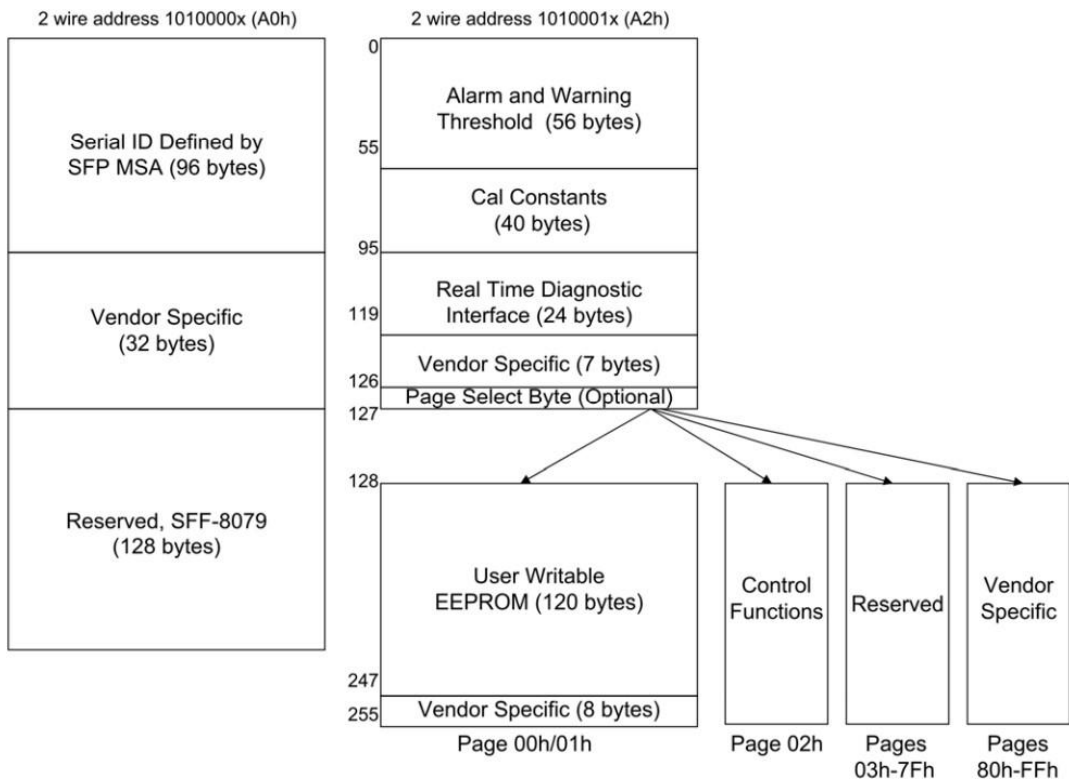 2 wire address 1010000x (A0h)
Serial ID Defined by
SFP MSA (96 bytes)
Vendor Specific
(32 bytes)
Reserved, SFF-8079
(128 bytes)
2 wire address 1010001x (A2h)
0
Alarm and Warning
Threshold (56 bytes)
55
Cal Constants
(40 bytes)
95
Real Time Diagnostic
Interface (24 bytes)
119
Vendor Specific (7 bytes)
126
Page Select Byte (Optional)
127
128
User Writable
EEPROM (120 bytes)
247
Vendor Specific (8 bytes)
255
Page 00h/01h
Control
Functions
Page 02h
Reserved
Pages
03h-7Fh
Vendor
Specific
Pages
80h-FFh